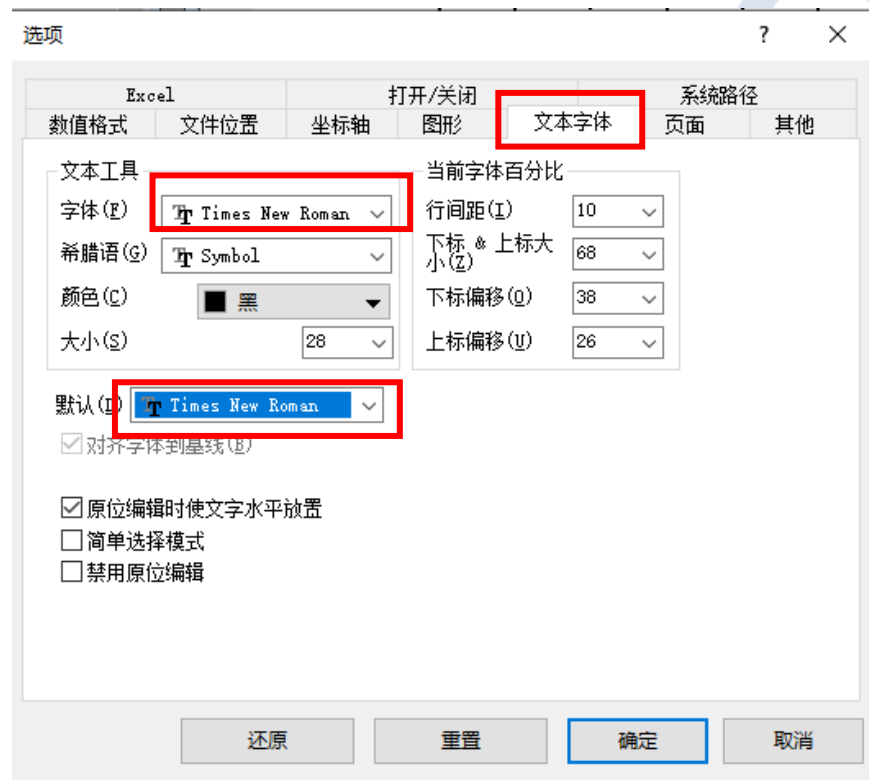 选项 ?
Excel 打开/关闭 系统路径
数值格式 文件位置 坐标轴 图形 文本字体 页面 其他
文本工具 当前字体百分比
字体(F) Times New Roman 行间距(I) 10
希腊语(G) Symbol 下标 & 上标大小(Z) 68
颜色(C) 黑 下标偏移(O) 38
大小(S) 28 上标偏移(U) 26
默认(D) Times New Roman
对齐字体到基线(B)
原位编辑时使文字水平放置
简单选择模式
禁用原位编辑
还原 重置 确定 取消